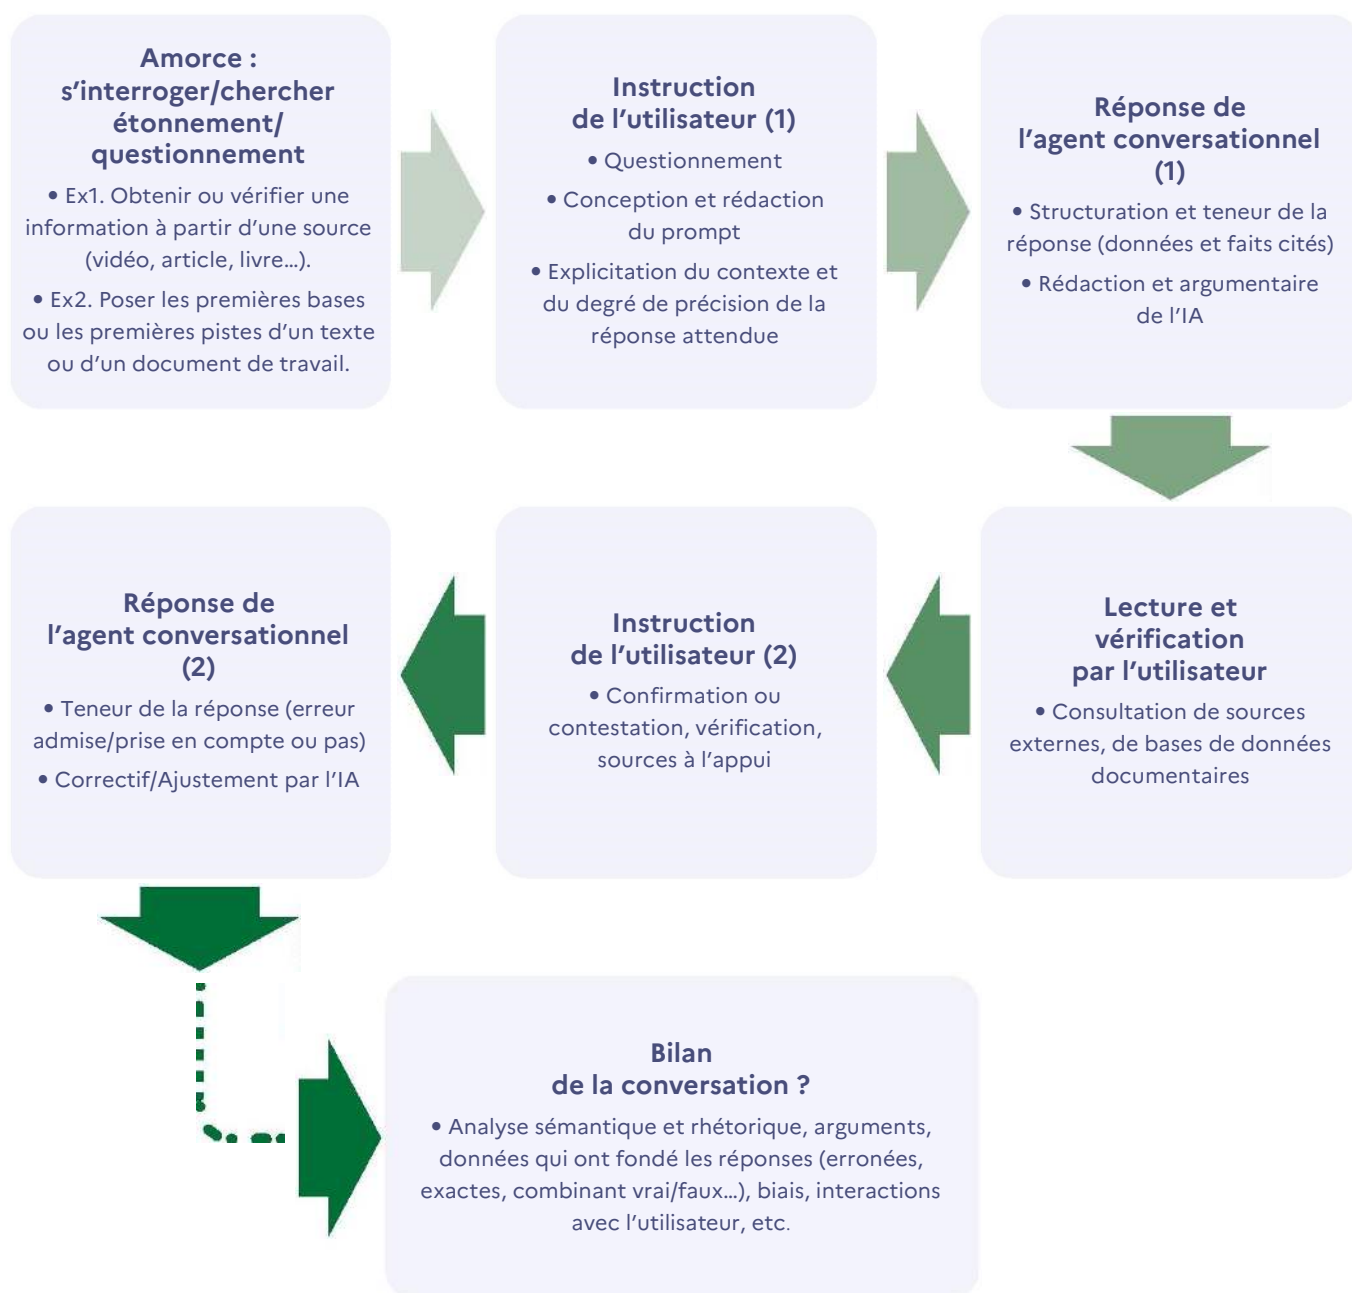 Amorce :
s’interroger/chercher
étonnement/
questionnement
• Ex1. Obtenir ou vérifier une
information à partir d’une source
(vidéo, article, livre…).
• Ex2. Poser les premières bases
ou les premières pistes d’un texte
ou d’un document de travail.
Instruction
de l’utilisateur (1)
• Questionnement
• Conception et rédaction
du prompt
• Explicitation du contexte et
du degré de précision de la
réponse attendue
Réponse de
l’agent conversationnel
(1)
• Structuration et teneur de la
réponse (données et faits cités)
• Rédaction et argumentaire
de l’IA
Lecture et
vérification
par l’utilisateur
• Consultation de sources
externes, de bases de données
documentaires
Instruction
de l’utilisateur (2)
• Confirmation ou
contestation, vérification,
sources à l’appui
Réponse de
l’agent conversationnel
(2)
• Teneur de la réponse (erreur
admise/prise en compte ou pas)
• Correctif/Ajustement par l’IA
Bilan
de la conversation ?
• Analyse sémantique et rhétorique, arguments,
données qui ont fondé les réponses (erronées,
exactes, combinant vrai/faux…), biais, interactions
avec l’utilisateur, etc.